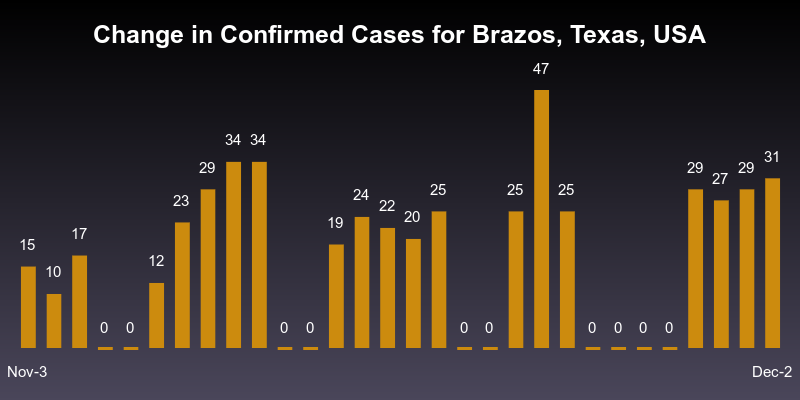 Change in Confirmed Cases for Brazos, Texas, USA
15 10 17 0 0 12 23 29 34 34 0 0 19 24 22 20 25 0 0 25 47 25 0 0 0 0 29 27 29 31
Nov-3 Dec-2